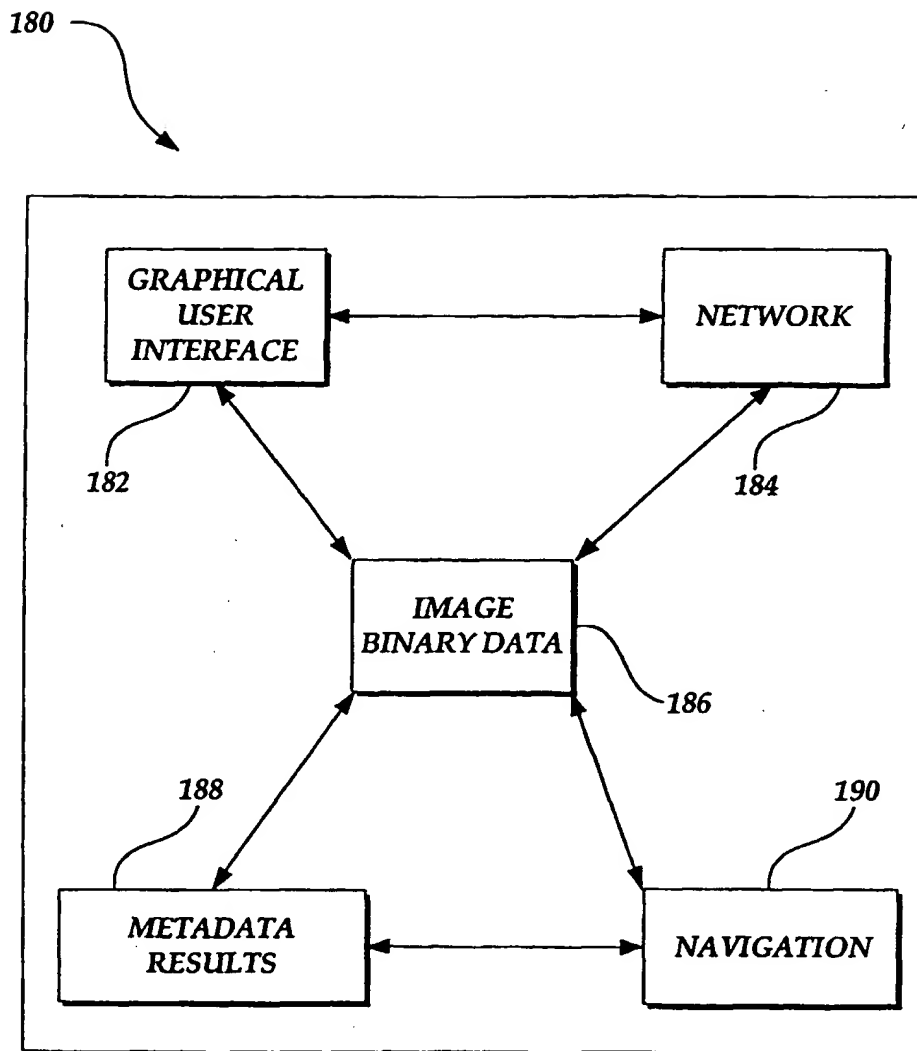 180
GRAPHICAL
USER
INTERFACE
NETWORK
182
184
IMAGE
BINARY DATA
186
188
190
METADATA
RESULTS
NAVIGATION